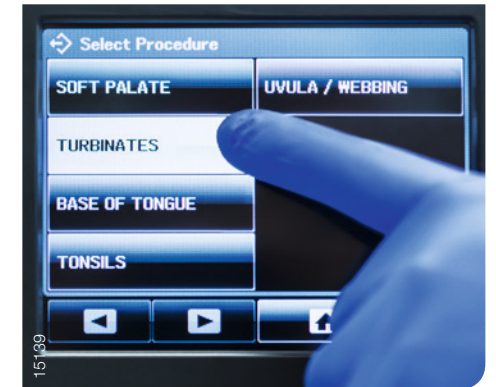 Select Procedure
SOFT PALATE
UVULA / WEBBING
TURBINATES
BASE OF TONGUE
TONSILS
15139